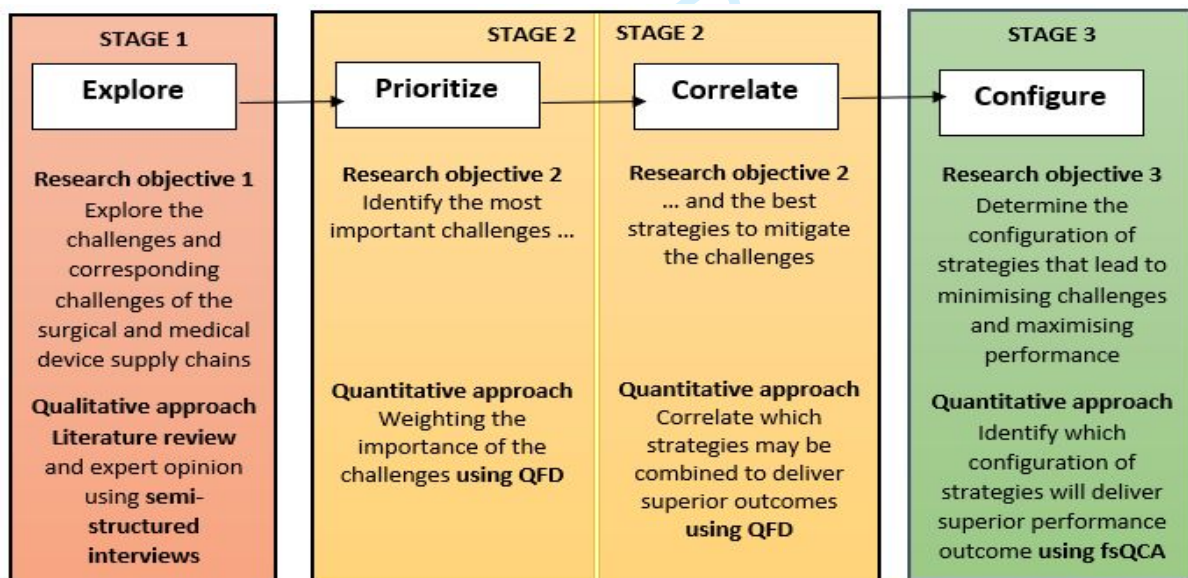 STAGE 1
Explore
Research objective 1
Explore the
challenges and
corresponding
challenges of the
surgical and medical
device supply chains
Qualitative approach
Literature review
and expert opinion
using semi-
structured
interviews
STAGE 2
Prioritize
Research objective 2
Identify the most
important challenges ...
Quantitative approach
Weighting the
importance of the
challenges using QFD
STAGE 2
Correlate
Research objective 2
... and the best
strategies to mitigate
the challenges
Quantitative approach
Correlate which
strategies may be
combined to deliver
superior outcomes
using QFD
STAGE 3
Configure
Research objective 3
Determine the
configuration of
strategies that lead to
minimising challenges
and maximising
performance
Quantitative approach
Identify which
configuration of
strategies will deliver
superior performance
outcome using fsQCA